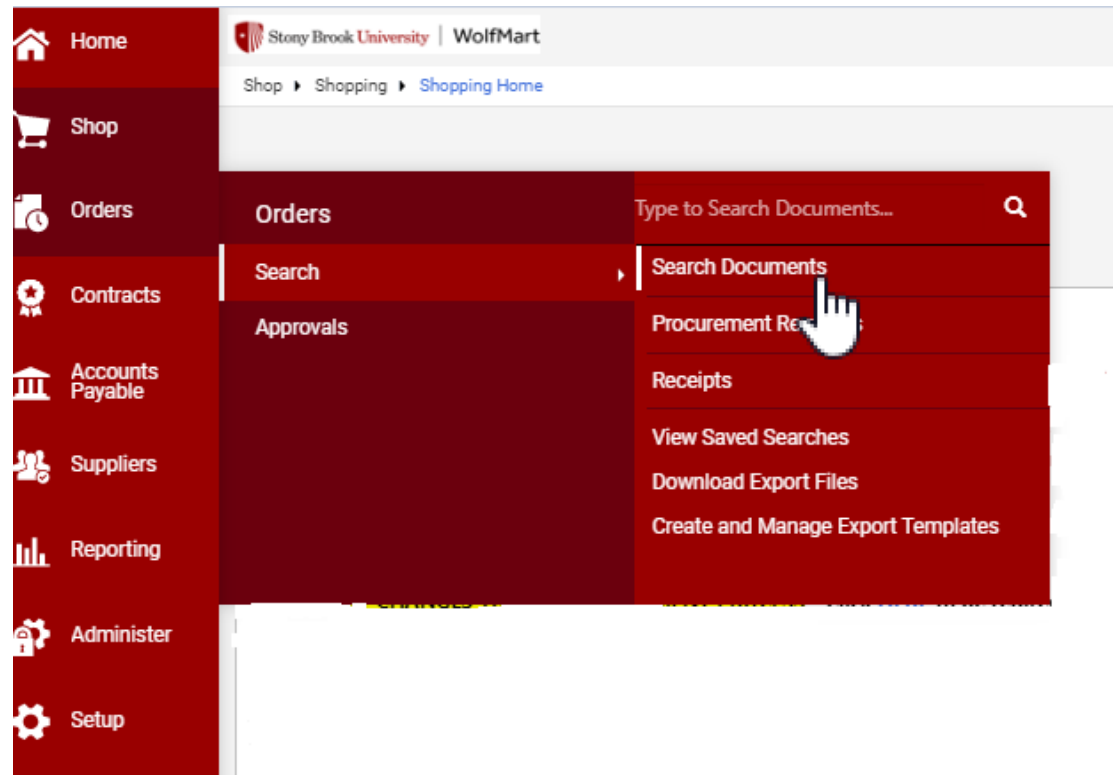 Home
Stony Brook University | WolfMart
Shop ▸ Shopping ▸ Shopping Home
Shop
Orders
Contracts
Accounts
Payable
Suppliers
Reporting
Administer
Setup
Orders
Search
Approvals
Type to Search Documents...
Search Documents
Procurement
Receipts
View Saved Searches
Download Export Files
Create and Manage Export Templates
CHANGES